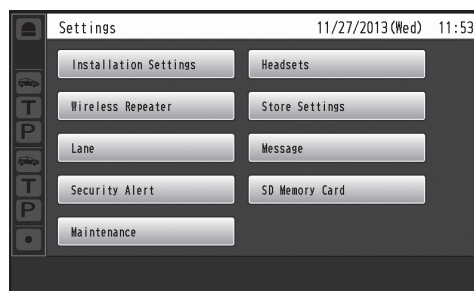 Settings 11/27/2013(Wed) 11:53
Installation Settings Headsets
T Wireless Repeater Store Settings
P
Lane Message
T Security Alert SD Memory Card
P
Maintenance